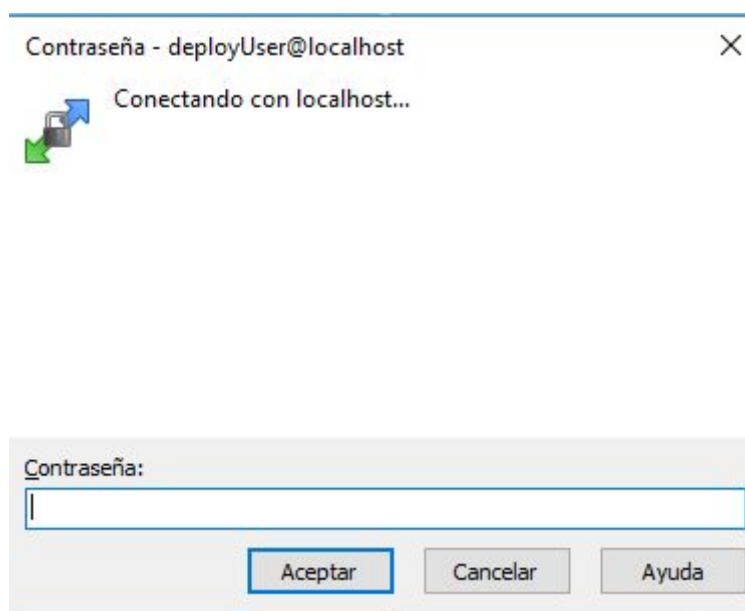 Contraseña - deployUser@localhost
Conectando con localhost...
Contraseña:
Aceptar Cancelar Ayuda